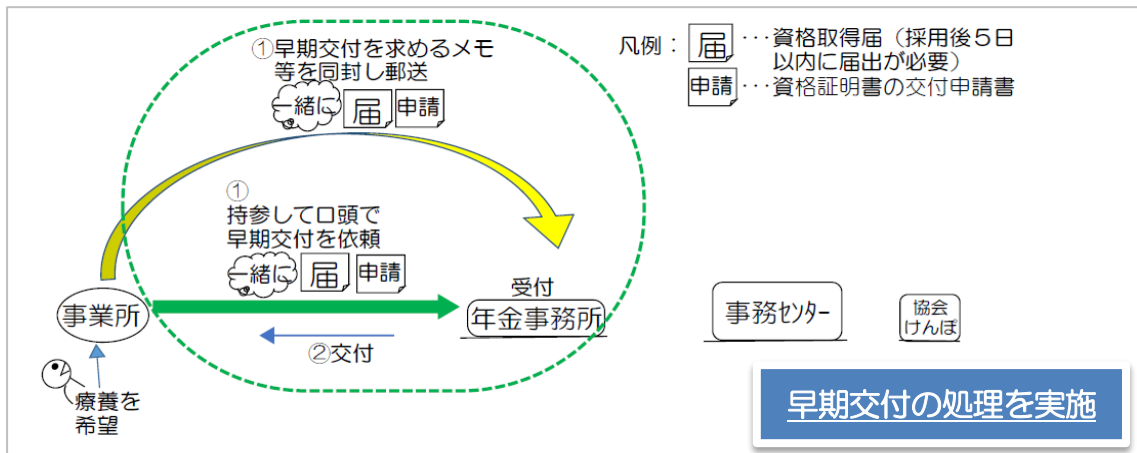 ①早期交付を求めるメモ
等を同封し郵送
一緒に 届 申請
凡例： 届 ･･･資格取得届（採用後５日
以内に届出が必要）
申請 ･･･資格証明書の交付申請書
①
持参して口頭で
早期交付を依頼
一緒に 届 申請
受付
事業所
年金事務所
事務センター
協会
けんぽ
②交付
療養を
希望
早期交付の処理を実施